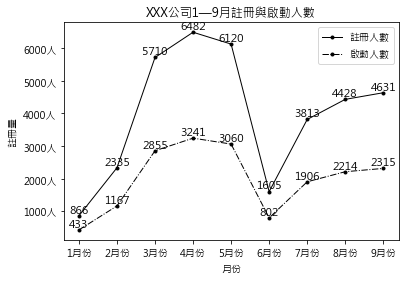 XXX公司1—9月註冊與啟動人數
註冊人數
啟動人數
註冊量
6000人
5000人
4000人
3000人
2000人
1000人
866
2335
5710
6482
6120
1605
3813
4428
4631
433
1167
2855
3241
3060
802
1906
2214
2315
1月份 2月份 3月份 4月份 5月份 6月份 7月份 8月份 9月份
月份